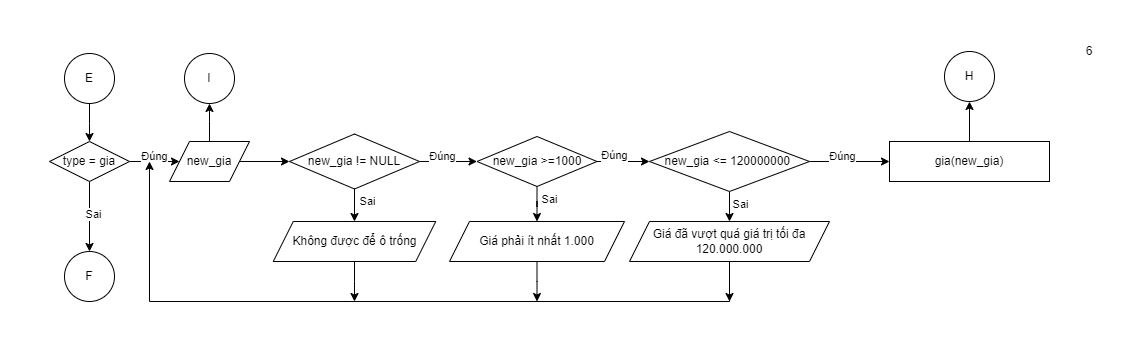 6
E
I
H
type = gia
Đúng
new_gia
new_gia != NULL
Đúng
new_gia >=1000
Đúng
new_gia <= 120000000
Đúng
gia(new_gia)
Sai
Sai
Sai
Sai
Không được để ô trống
Giá phải ít nhất 1.000
Giá đã vượt quá giá trị tối đa
120.000.000
F